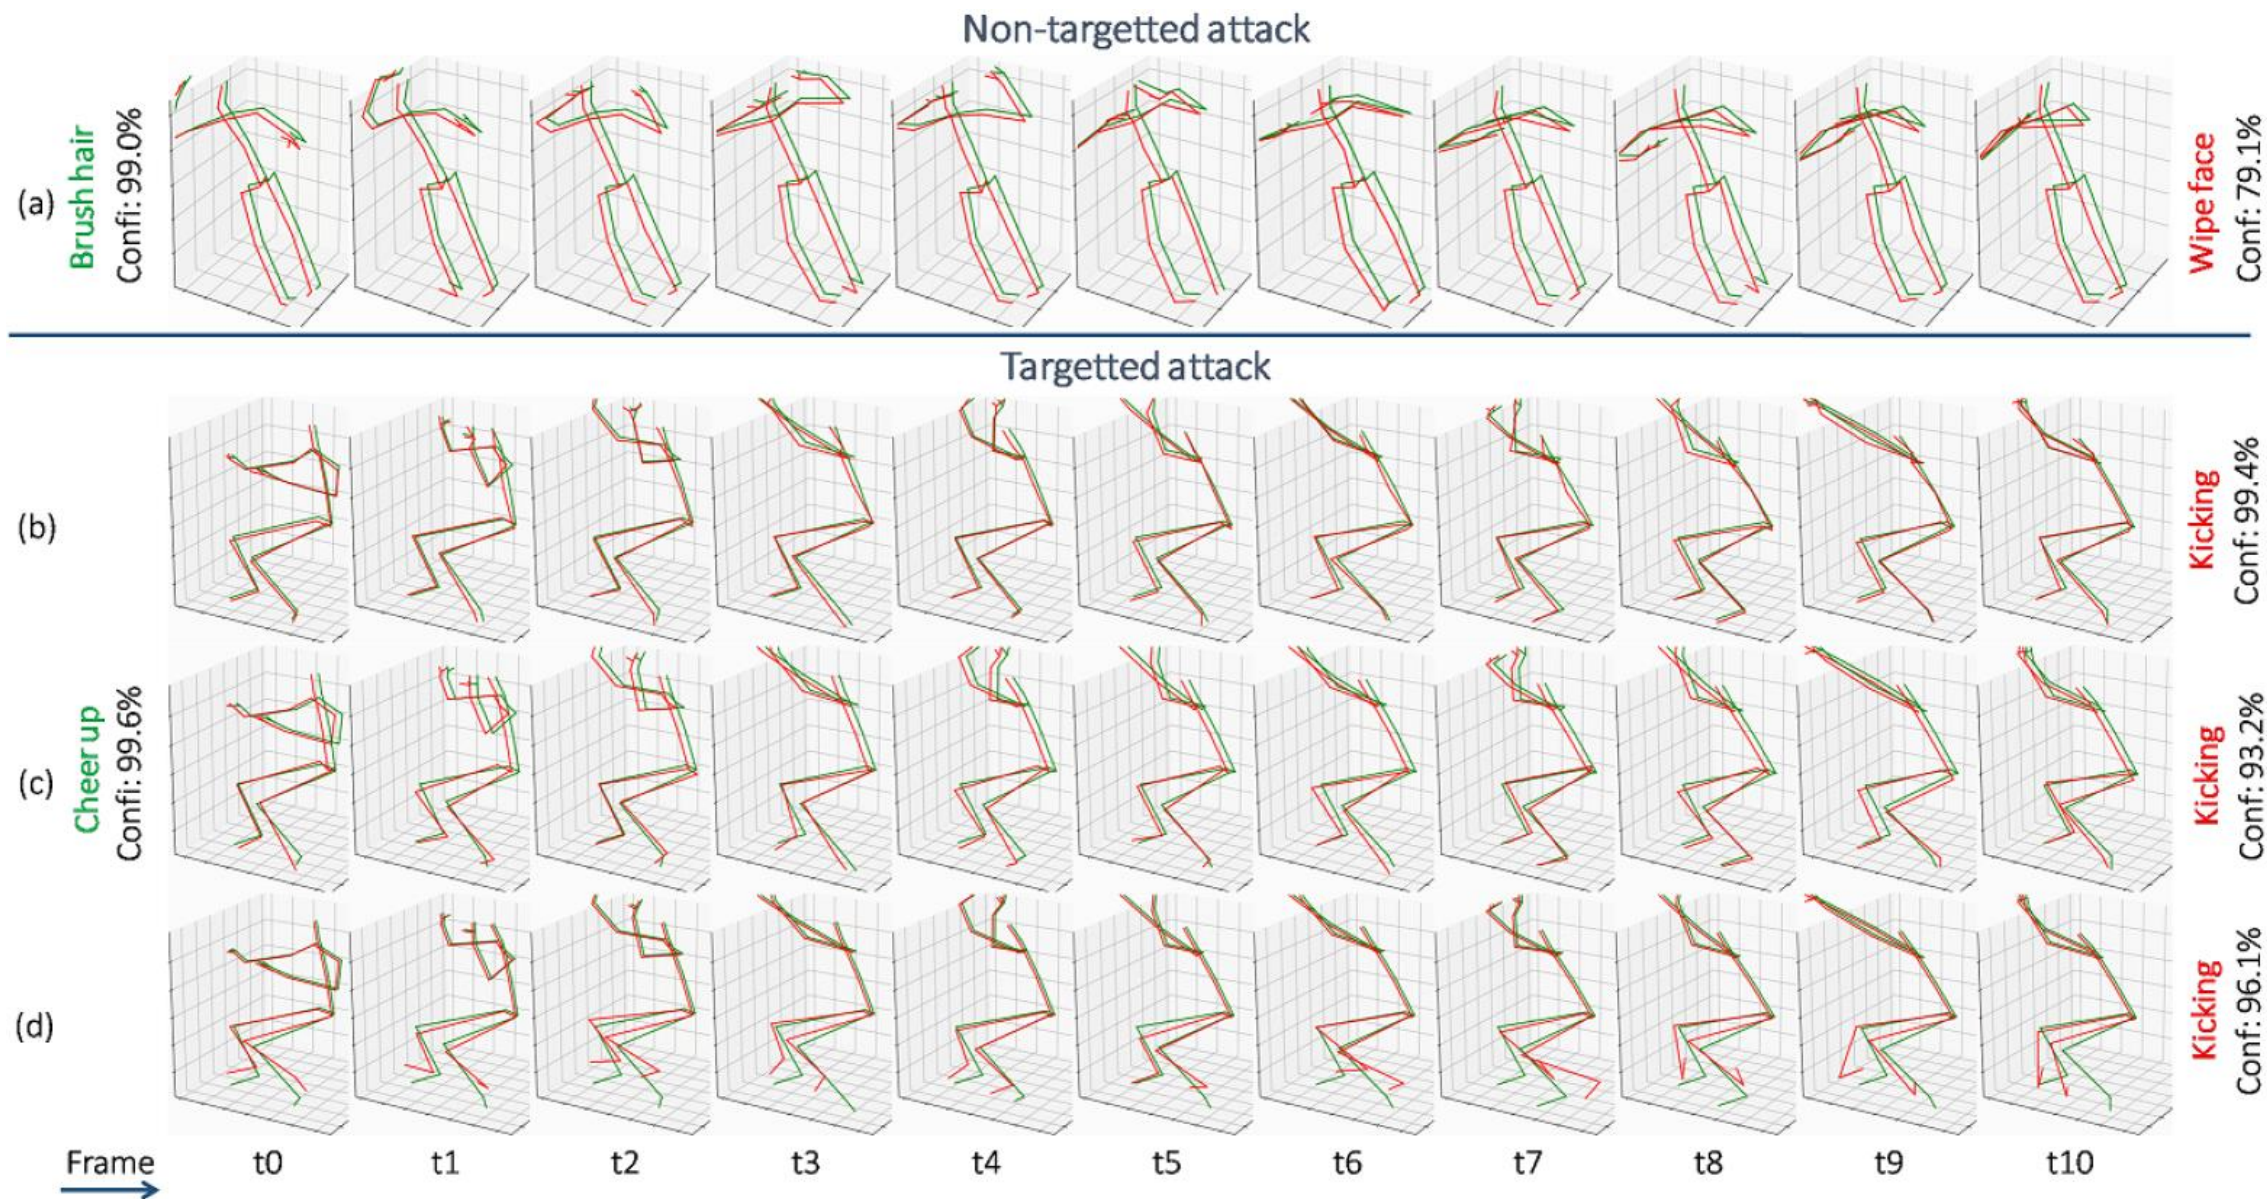 Non-targetted attack
(a)
Brush hair
Confi: 99.0%
Wipe face
Conf: 79.1%
Targetted attack
(b)
Kicking
Conf: 99.4%
(c)
Cheer up
Confi: 99.6%
Kicking
Conf: 93.2%
(d)
Kicking
Conf: 96.1%
Frame t0 t1 t2 t3 t4 t5 t6 t7 t8 t9 t10